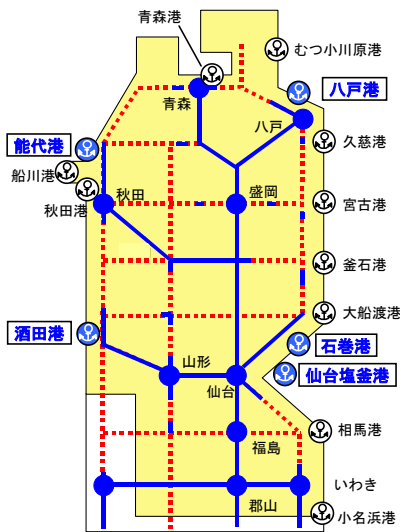 青森港
むつ小川原港
八戸港
青森
八戸
久慈港
能代港
船川港
秋田
秋田港
盛岡
宮古港
釜石港
大船渡港
酒田港
石巻港
山形
仙台
仙台塩釜港
福島
相馬港
いわき
郡山
小名浜港